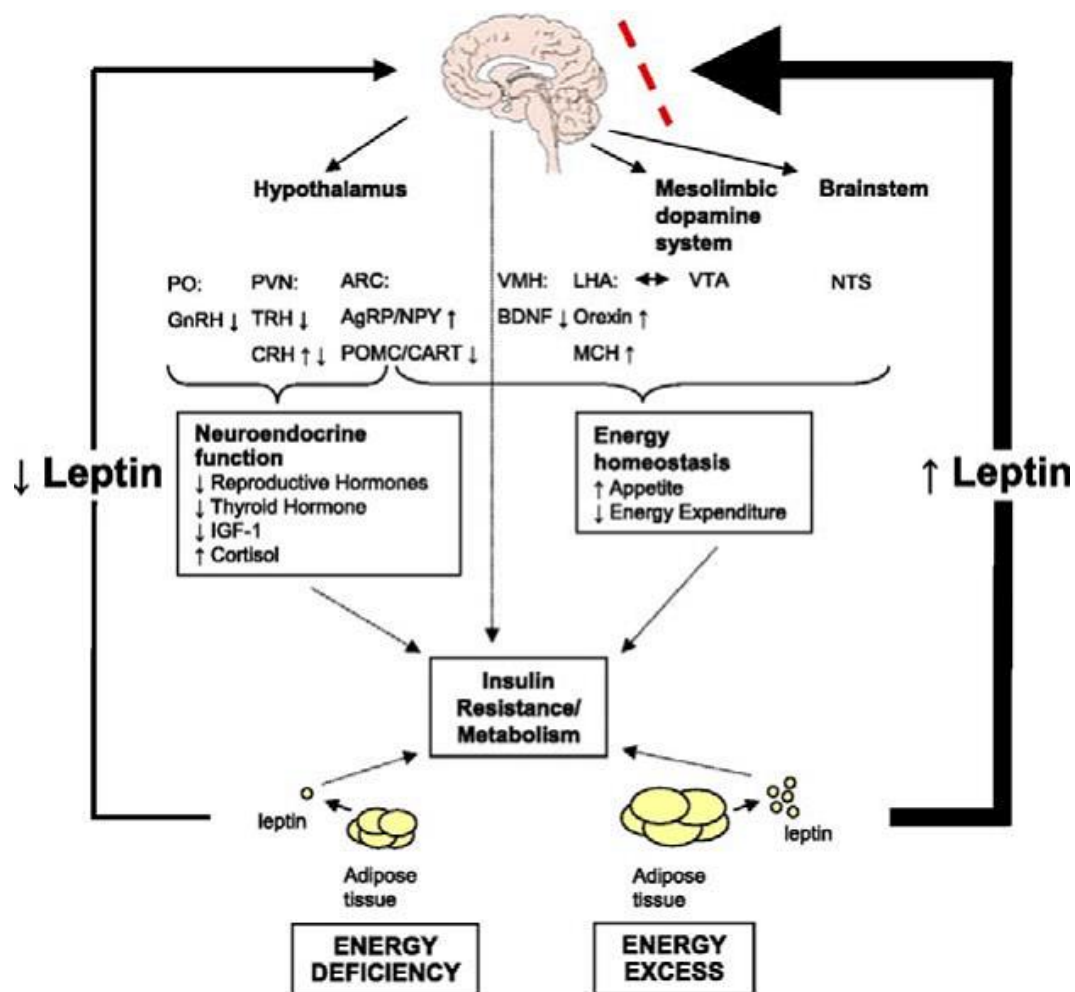 Hypothalamus
Mesolimbic
dopamine
system
Brainstem
PO:
GnRH ↓
PVN:
TRH ↓
CRH ↑ ↓
ARC:
AgRP/NPY ↑
POMC/CART ↓
VMH:
BDNF ↓
LHA: ↔ VTA
Orexin ↑
MCH ↑
NTS
↓ Leptin
Neuroendocrine
function
↓ Reproductive Hormones
↓ Thyroid Hormone
↓ IGF-1
↑ Cortisol
Energy
homeostasis
↑ Appetite
↓ Energy Expenditure
↑ Leptin
Insulin
Resistance/
Metabolism
leptin
Adipose
tissue
leptin
Adipose
tissue
ENERGY
DEFICIENCY
ENERGY
EXCESS